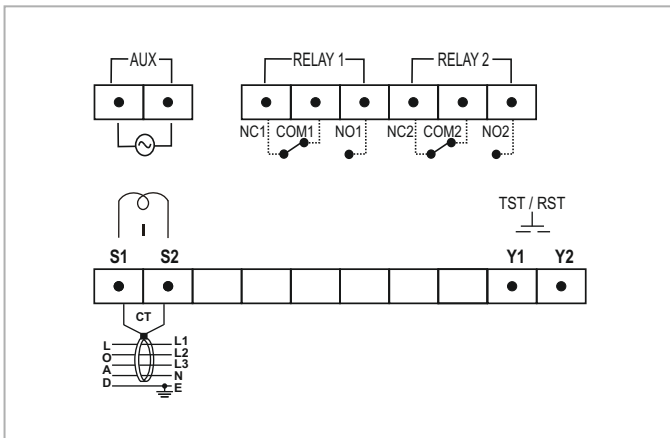 AUX RELAY 1 RELAY 2
NC1 COM1 NO1 NC2 COM2 NO2
TST / RST
I
S1 S2 Y1 Y2
CT
L L1
O L2
A L3
D N
E